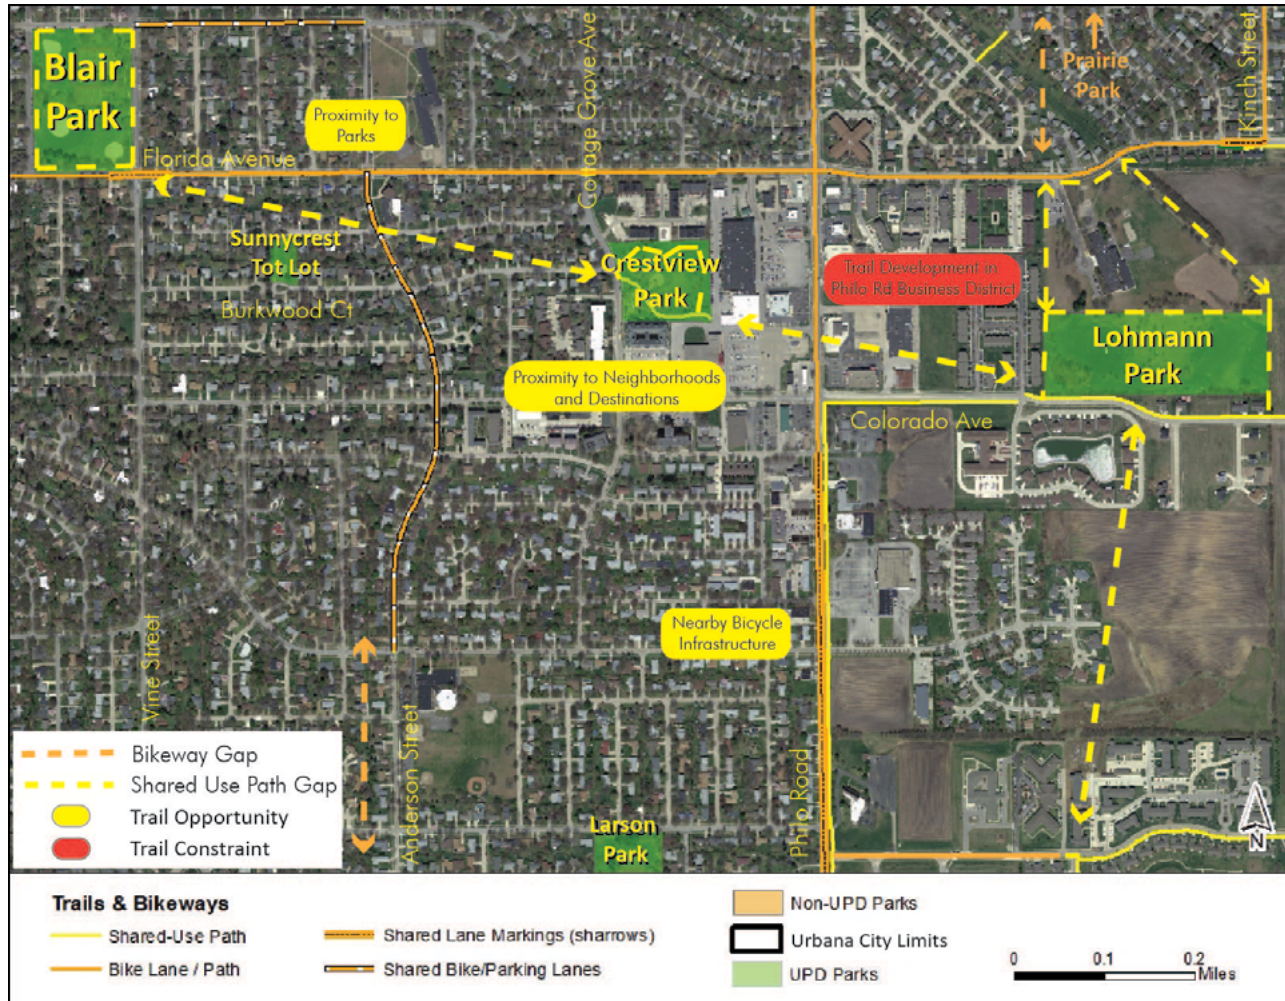 Blair
Park
Proximity to
Parks
Cottage Grove Ave
Prairie
Park
Kinch Street
Florida Avenue
Sunnycrest
Tot Lot
Crestview
Park
Trail Development in
Philo Rd Business District
Burkwood Ct
Lohmann
Park
Proximity to Neighborhoods
and Destinations
Colorado Ave
Nearby Bicycle
Infrastructure
Vine Street
Anderson Street
Philo Road
Larson
Park
Bikeway Gap
Shared Use Path Gap
Trail Opportunity
Trail Constraint
N
Trails & Bikeways
Shared-Use Path
Bike Lane / Path
Shared Lane Markings (sharrows)
Shared Bike/Parking Lanes
Non-UPD Parks
Urbana City Limits
UPD Parks
0 0.1 0.2
Miles